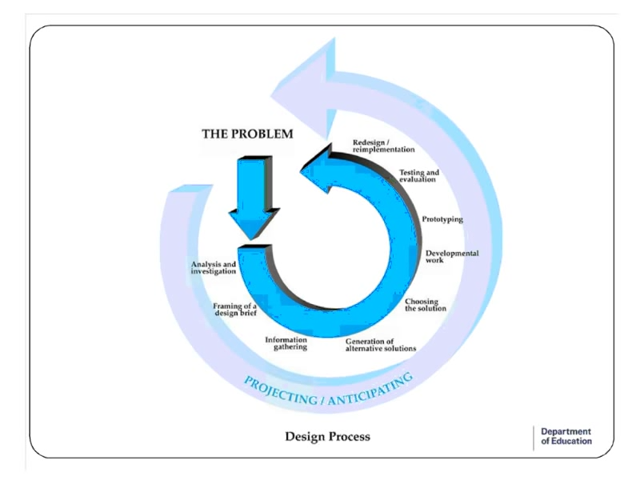 THE PROBLEM
Analysis and
investigation
Framing of a
design brief
Information
gathering
Generation of
alternative solutions
Choosing
the solution
Developmental
work
Prototyping
Testing and
evaluation
Redesign /
reimplementation
PROJECTING / ANTICIPATING
Design Process
Department
of Education